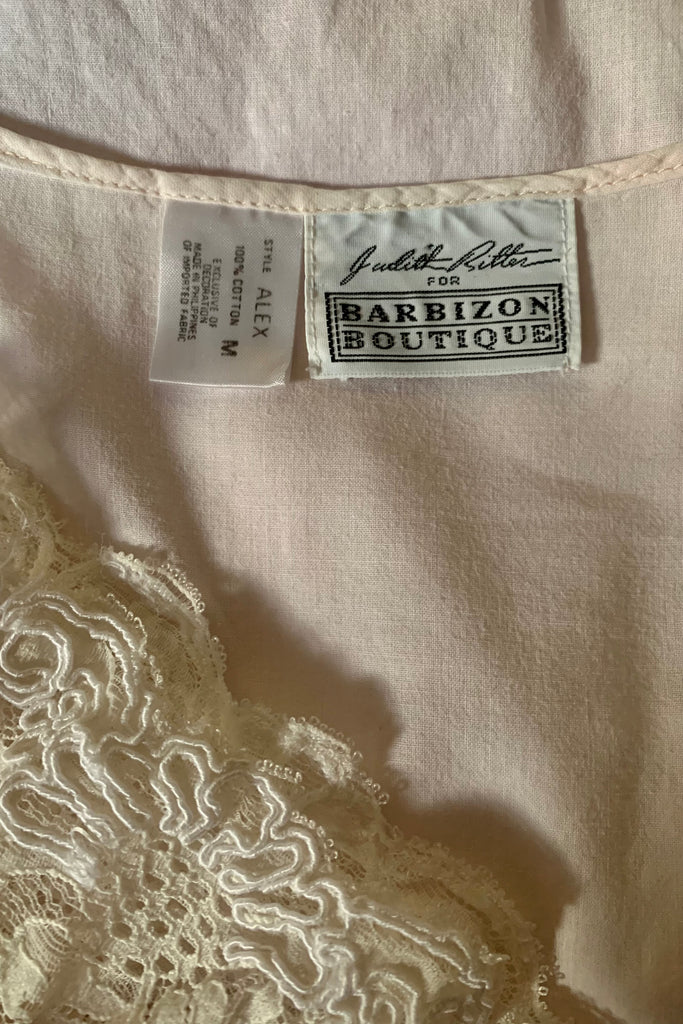 STYLE ALEX
100% COTTON M
EXCLUSIVE OF
DECORATION
MADE IN PHILIPPINES
OF IMPORTED FABRIC
Judith Ritter
FOR
BARBIZON
BOUTIQUE